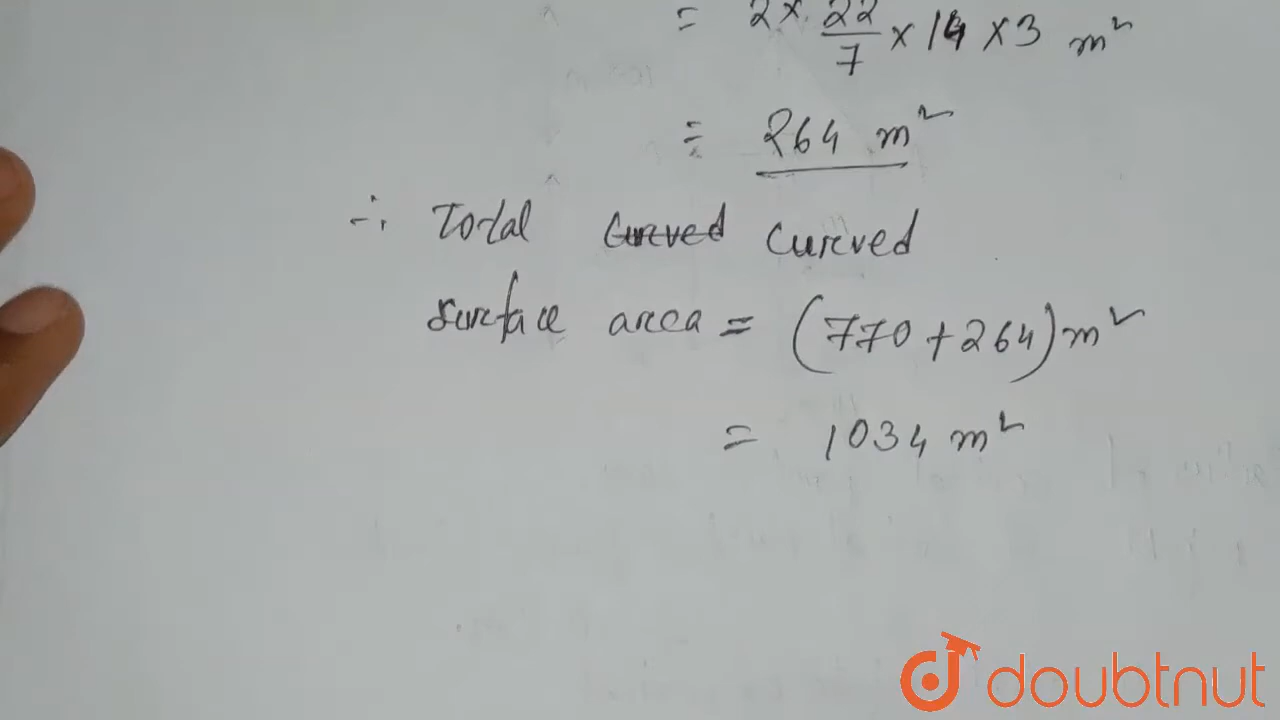 = 2 × 22/7 × 14 × 3 m²
= 264 m²
∴ Total Curved Curved
surface area = (770 + 264) m²
= 1034 m²
doubtnut